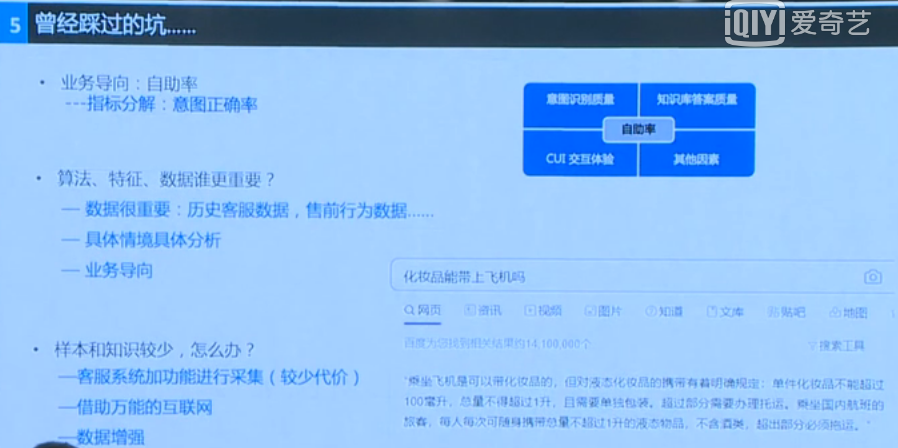 5 曾经踩过的坑......
iQIYI 爱奇艺
• 业务导向：自助率
---指标分解：意图正确率
意图识别质量 知识库答案质量
自助率
CUI 交互体验 其他因素
• 算法、特征、数据谁更重要？
— 数据很重要：历史客服数据，售前行为数据......
— 具体情境具体分析
— 业务导向
化妆品能带上飞机吗
网页 资讯 视频 图片 知道 文库 贴吧 地图
百度为您找到相关结果约14,100,000个 搜索工具
• 样本和知识较少，怎么办？
—客服系统加功能进行采集（较少代价）
—借助万能的互联网
—数据增强
"乘坐飞机是可以带化妆品的，但对液态化妆品的携带有着明确规定：单件化妆品不能超过
100毫升，总量不得超过1升，且需要单独包装。超过部分需要办理托运。乘坐国内航班的
旅客，每人每次可随身携带总量不超过1升的液态物品，不含酒类，超出部分必须拖运。"